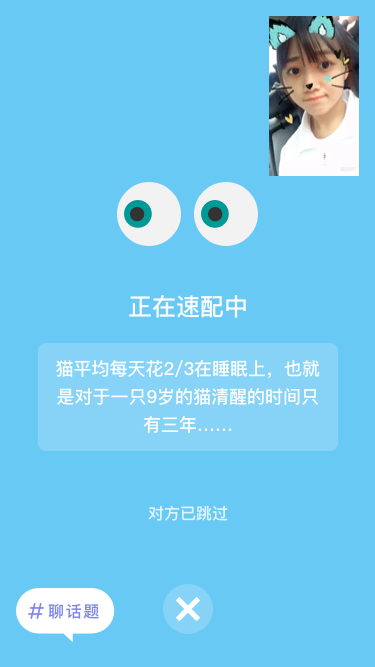 正在速配中
猫平均每天花2/3在睡眠上，也就
是对于一只9岁的猫清醒的时间只
有三年……
对方已跳过
#聊话题